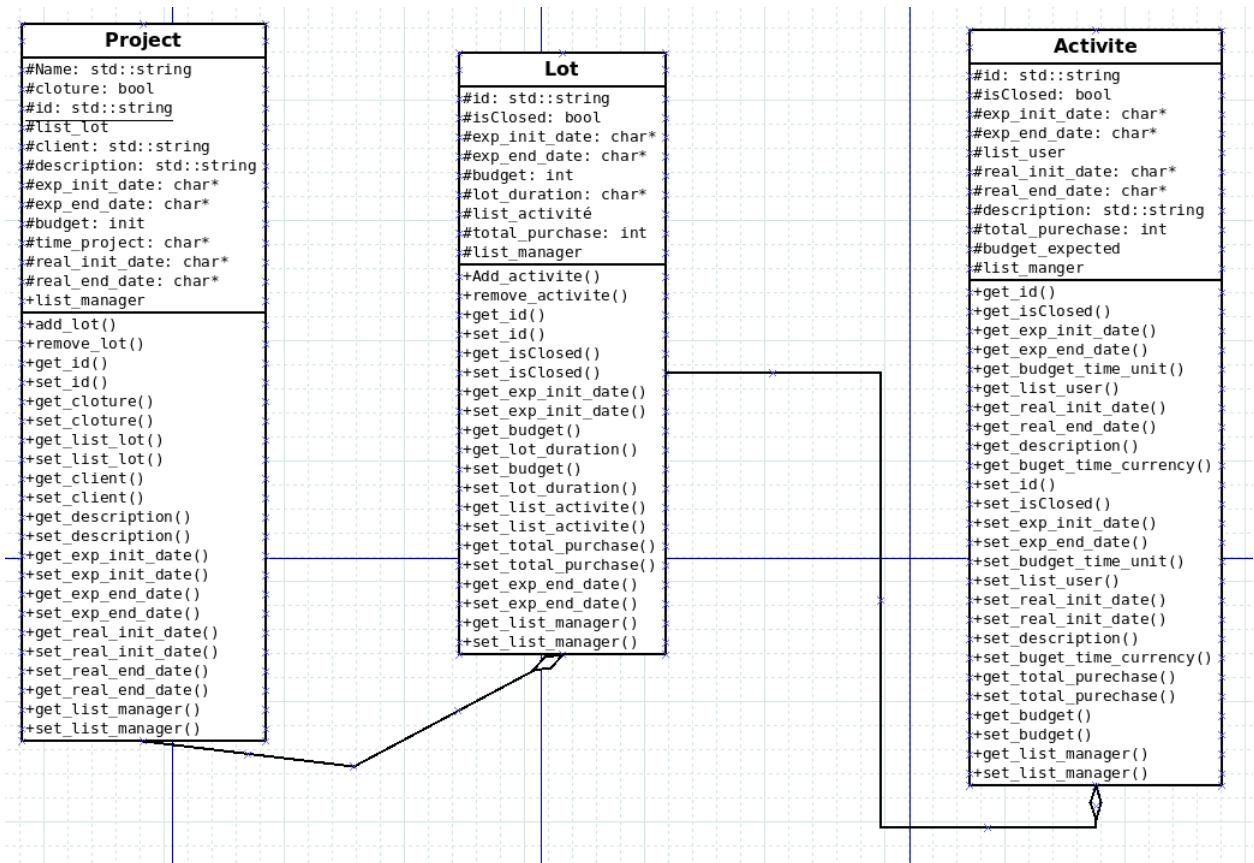 Project
#Name: std::string
#cloture: bool
#id: std::string
#list_lot
#client: std::string
#description: std::string
#exp_init_date: char*
#exp_end_date: char*
#budget: init
#time_project: char*
#real_init_date: char*
#real_end_date: char*
+list_manager
+add_lot()
+remove_lot()
+get_id()
+set_id()
+get_cloture()
+set_cloture()
+get_list_lot()
+set_list_lot()
+get_client()
+set_client()
+get_description()
+set_description()
+get_exp_init_date()
+set_exp_init_date()
+get_exp_end_date()
+set_exp_end_date()
+get_real_init_date()
+set_real_init_date()
+set_real_end_date()
+get_real_end_date()
+get_list_manager()
+set_list_manager()
Lot
#id: std::string
#isClosed: bool
#exp_init_date: char*
#exp_end_date: char*
#budget: int
#lot_duration: char*
#list_activité
#total_purchase: int
#list_manager
+Add_activite()
+remove_activite()
+get_id()
+set_id()
+get_isClosed()
+set_isClosed()
+get_exp_init_date()
+set_exp_init_date()
+get_budget()
+get_lot_duration()
+set_budget()
+set_lot_duration()
+get_list_activite()
+set_list_activite()
+get_total_purchase()
+set_total_purchase()
+get_exp_end_date()
+set_exp_end_date()
+get_list_manager()
+set_list_manager()
Activite
#id: std::string
#isClosed: bool
#exp_init_date: char*
#exp_end_date: char*
#list_user
#real_init_date: char*
#real_end_date: char*
#description: std::string
#total_purechase: int
#budget_expected
#list_manger
+get_id()
+get_isClosed()
+get_exp_init_date()
+get_exp_end_date()
+get_budget_time_unit()
+get_list_user()
+get_real_init_date()
+get_real_end_date()
+get_description()
+get_buget_time_currency()
+set_id()
+set_isClosed()
+set_exp_init_date()
+set_exp_end_date()
+set_budget_time_unit()
+set_list_user()
+set_real_init_date()
+set_real_init_date()
+set_description()
+set_buget_time_currency()
+get_total_purechase()
+set_total_purechase()
+get_budget()
+set_budget()
+get_list_manager()
+set_list_manager()